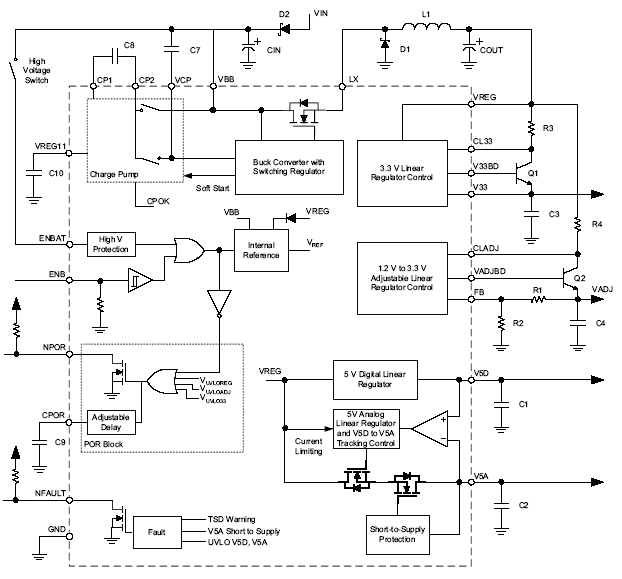 D2
VIN
L1
C8
C7
CIN
D1
COUT
High
Voltage
Switch
CP1
CP2
VCP
VBB
LX
VREG
R3
CL33
VREG11
C10
Charge Pump
Soft Start
Buck Converter with
Switching Regulator
3.3 V Linear
Regulator Control
V33BD
Q1
V33
CPOK
C3
R4
VBB
VREG
ENBAT
High V
Protection
Internal
Reference
VREF
CLADJ
1.2 V to 3.3 V
Adjustable Linear
Regulator Control
VADJBD
Q2
ENB
FB
R1
VADJ
R2
C4
NPOR
VUVLOREG
VUVLOADJ
VUVLO33
VREG
5 V Digital Linear
Regulator
V5D
C1
CPOR
Adjustable
Delay
C9
POR Block
5V Analog
Linear Regulator
and V5D to V5A
Tracking Control
Current
Limiting
V5A
C2
NFAULT
Fault
TSD Warning
V5A Short to Supply
UVLO V5D, V5A
Short-to-Supply
Protection
GND